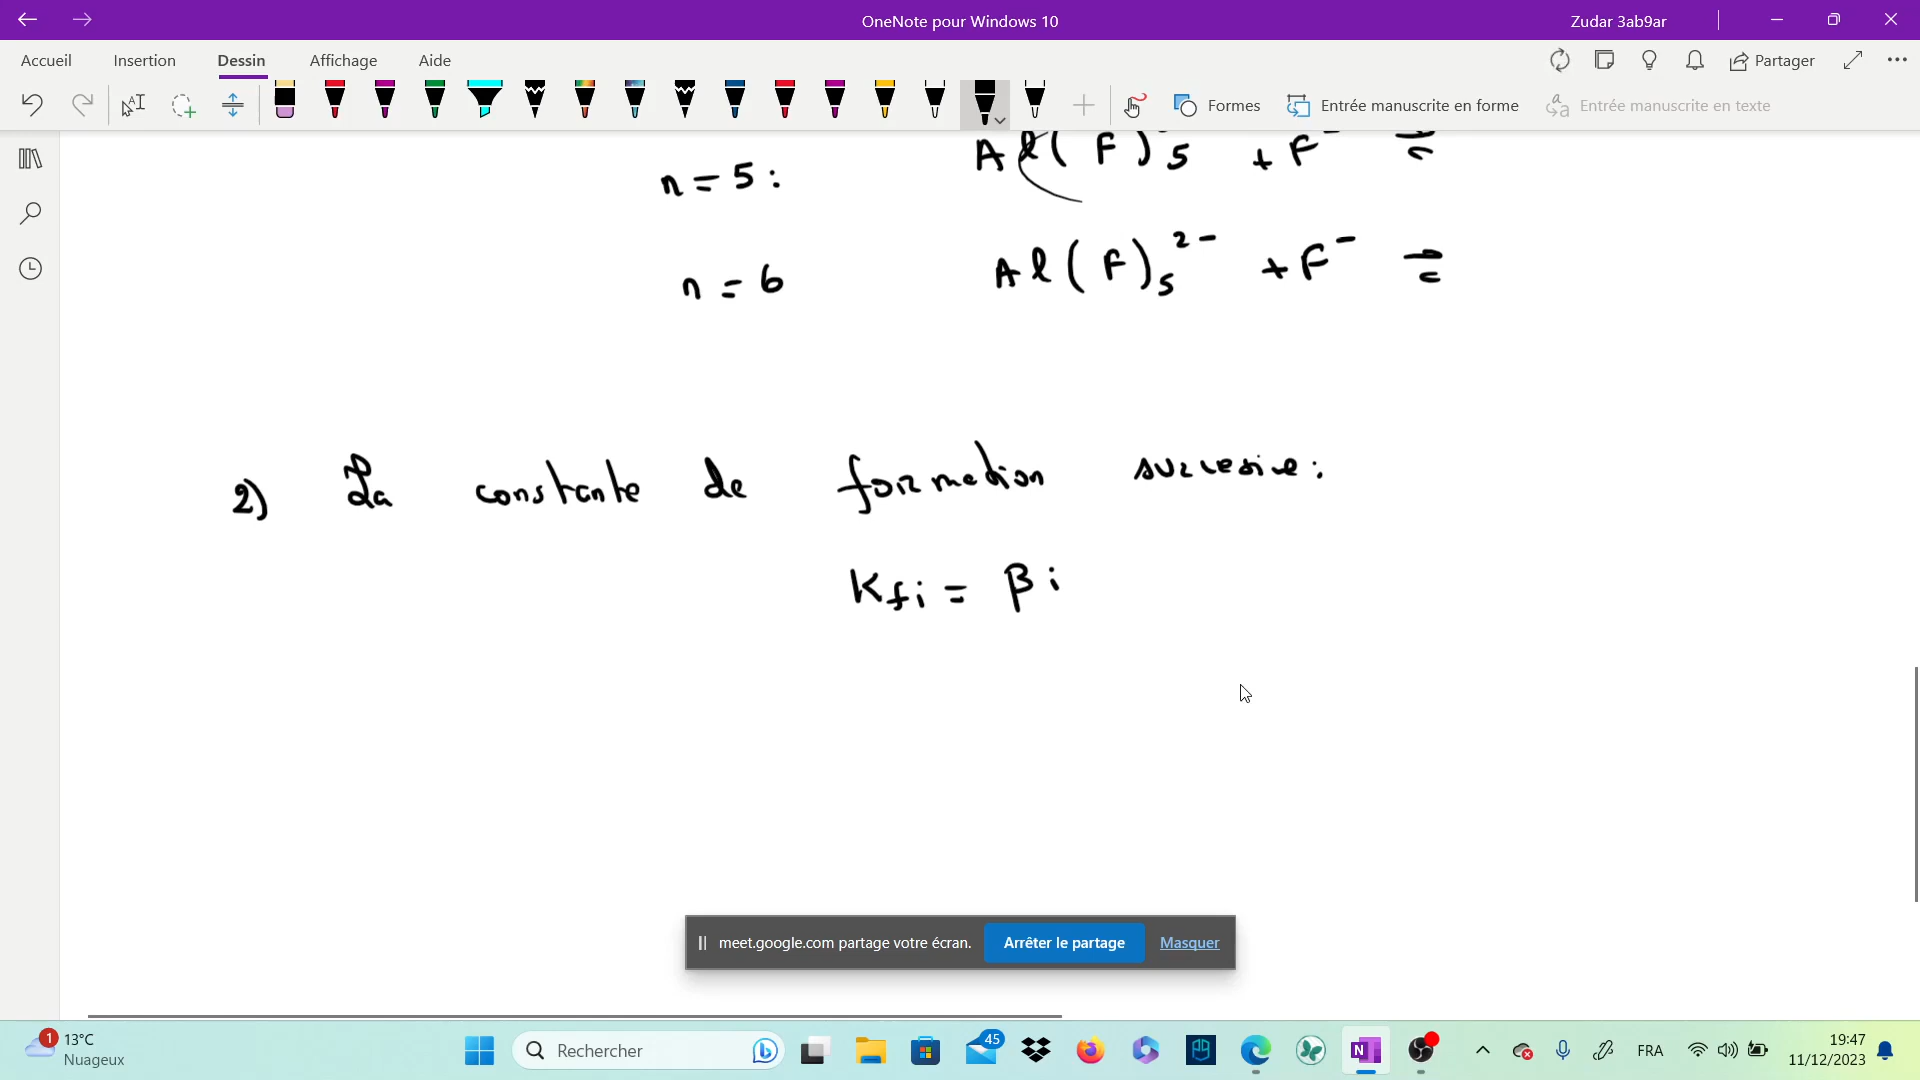 OneNote pour Windows 10
Zudar 3ab9ar
Accueil Insertion Dessin Affichage Aide
Partager
Formes Entrée manuscrite en forme Entrée manuscrite en texte
n = 5 : Al(F)5 + F- ⇌
n = 6 Al(F)5 2- + F- ⇌
2) La constante de formation succesive :
Kfi = βi
meet.google.com partage votre écran. Arrêter le partage Masquer
1 13°C
Nuageux
Rechercher
45
FRA
19:47
11/12/2023